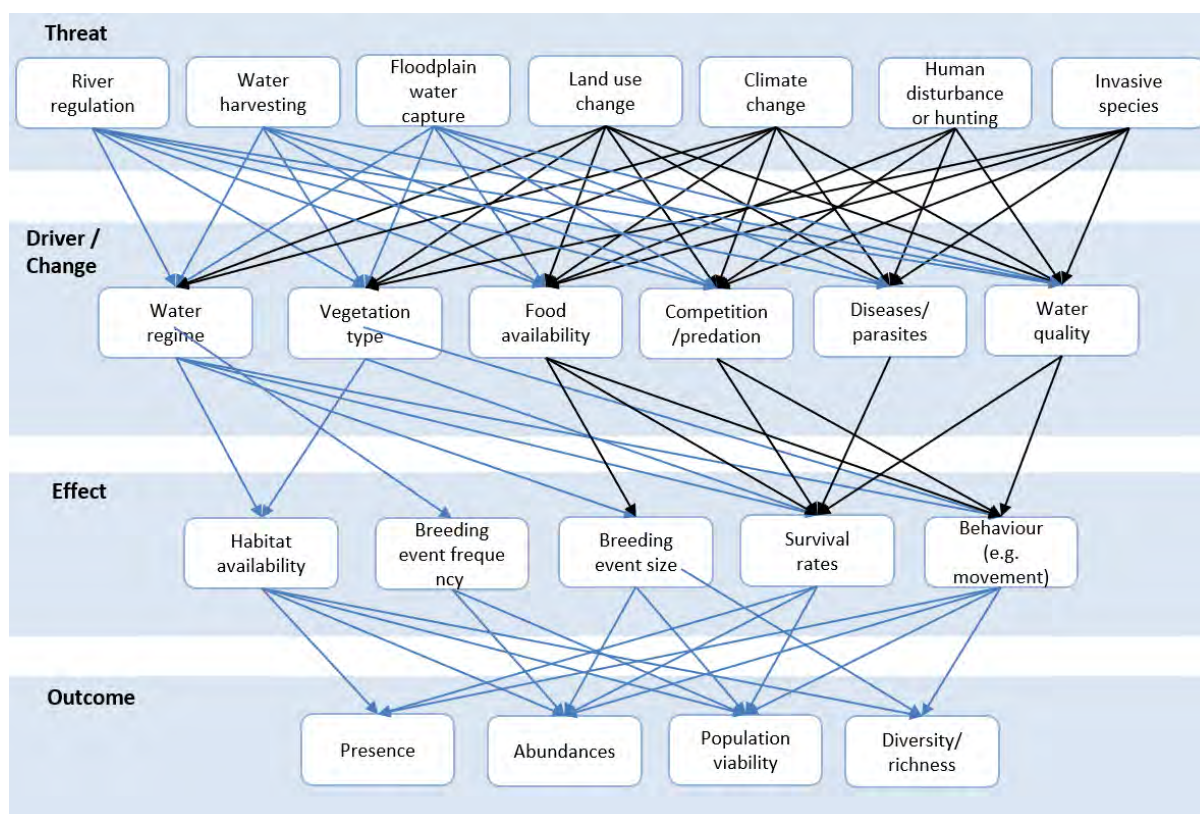 Threat
River
regulation
Water
harvesting
Floodplain
water
capture
Land use
change
Climate
change
Human
disturbance
or hunting
Invasive
species
Driver /
Change
Water
regime
Vegetation
type
Food
availability
Competition
/predation
Diseases/
parasites
Water
quality
Effect
Habitat
availability
Breeding
event freque
ncy
Breeding
event size
Survival
rates
Behaviour
(e.g.
movement)
Outcome
Presence
Abundances
Population
viability
Diversity/
richness